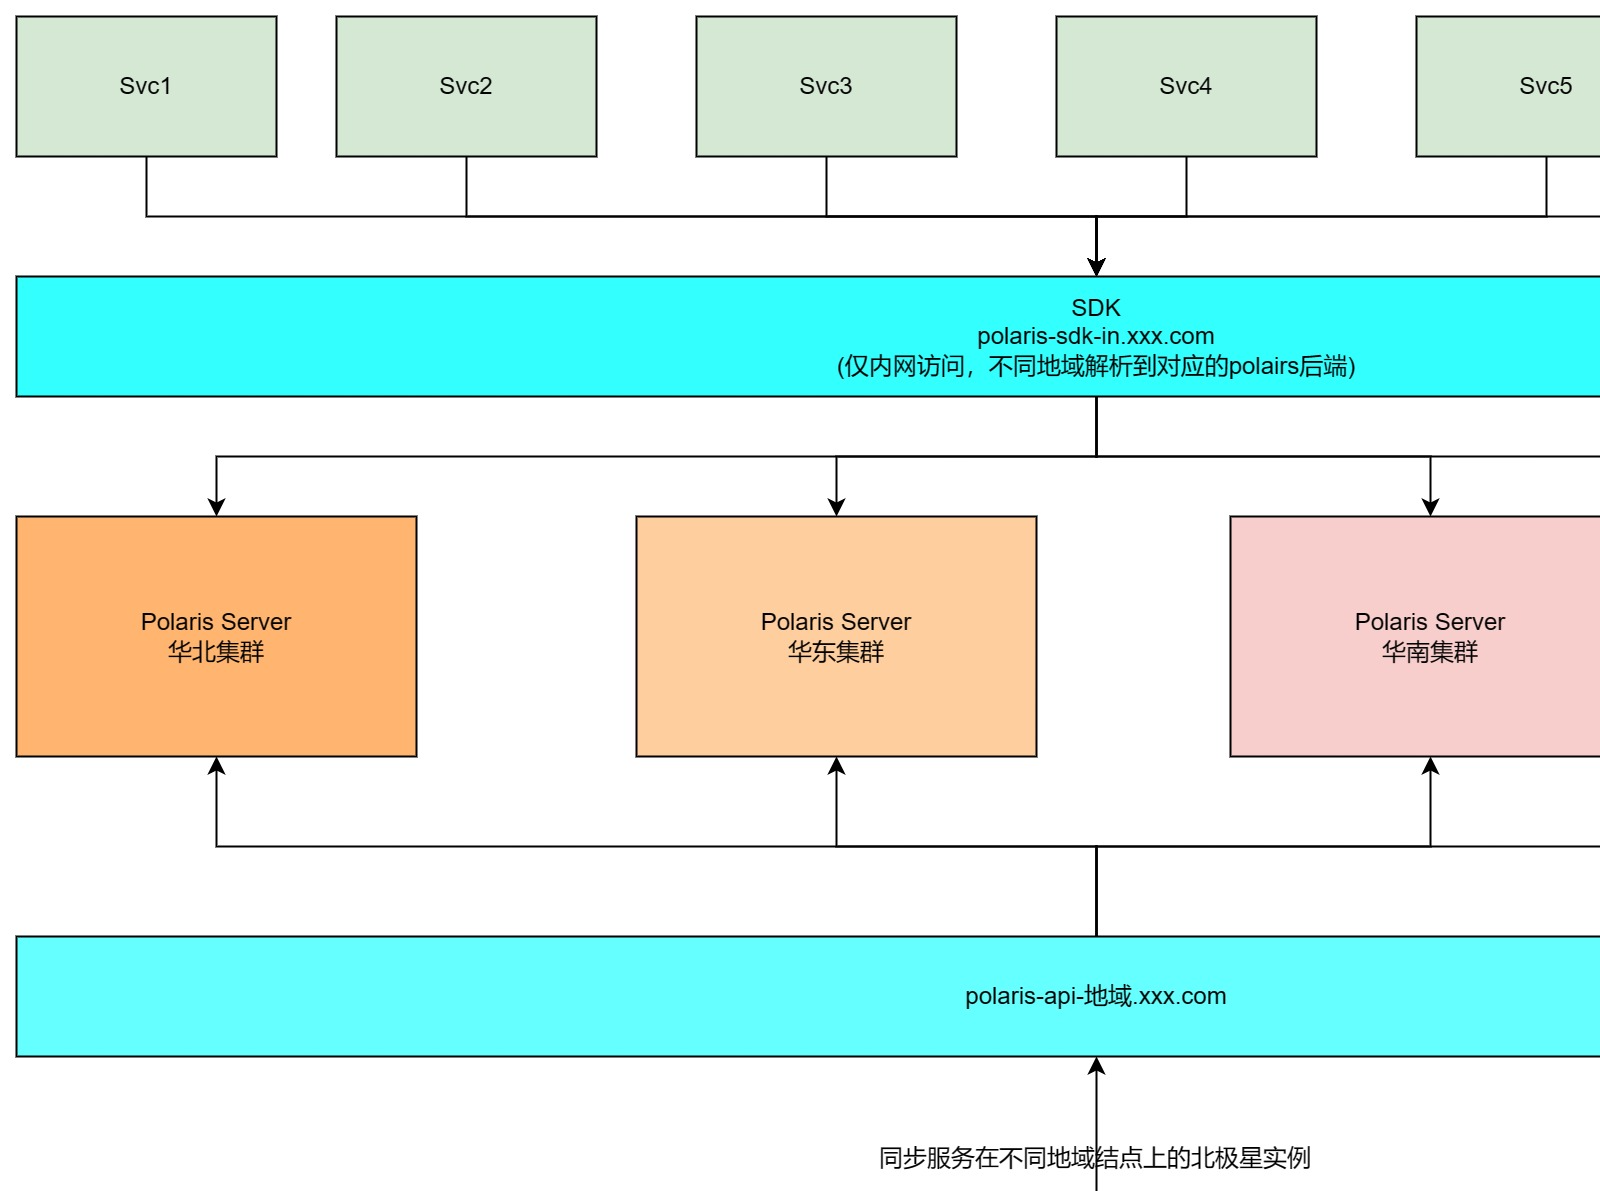 Svc1
Svc2
Svc3
Svc4
Svc5
SDK
polaris-sdk-in.xxx.com
(仅内网访问，不同地域解析到对应的polairs后端)
Polaris Server
华北集群
Polaris Server
华东集群
Polaris Server
华南集群
polaris-api-地域.xxx.com
同步服务在不同地域结点上的北极星实例